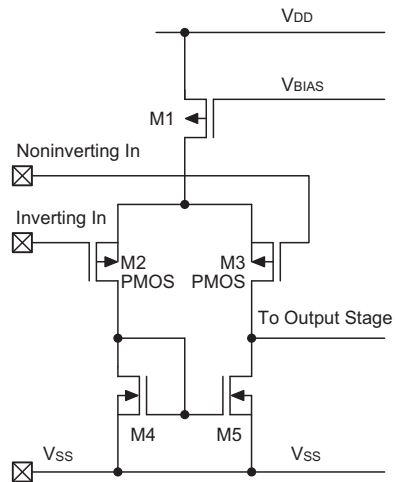 VDD
VBIAS
M1
Noninverting In
Inverting In
M2
PMOS
M3
PMOS
To Output Stage
M4
M5
VSS
VSS